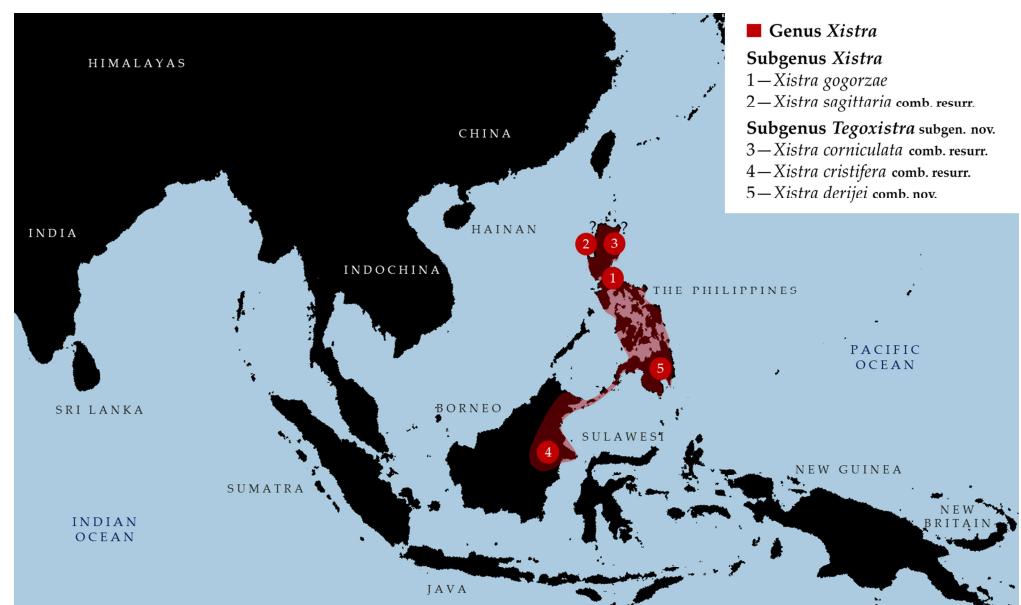 Genus Xistra
Subgenus Xistra
1—Xistra gogorzae
2—Xistra sagittaria comb. resurr.
Subgenus Tegoxistra subgen. nov.
3—Xistra corniculata comb. resurr.
4—Xistra cristifera comb. resurr.
5—Xistra derijei comb. nov.
HIMALAYAS
CHINA
INDIA
HAINAN
INDOCHINA
? ?
2 3
1
THE PHILIPPINES
PACIFIC
OCEAN
5
SRI LANKA
BORNEO
SULAWESI
4
NEW GUINEA
SUMATRA
NEW
BRITAIN
INDIAN
OCEAN
JAVA